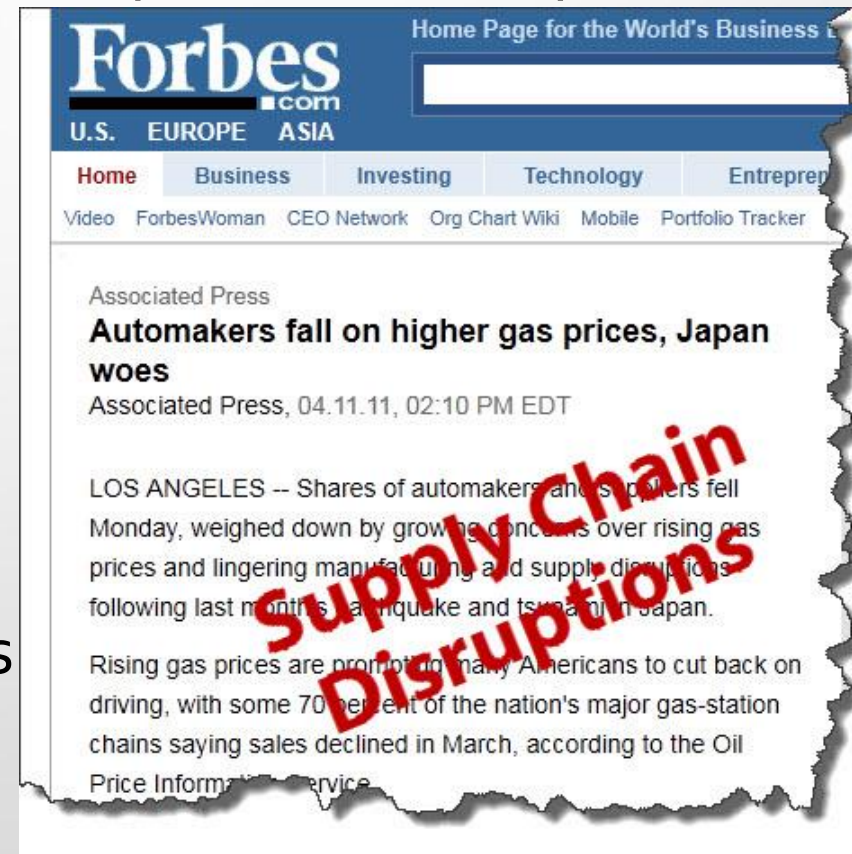 Forbes
.com
Home Page for the World's Business
U.S. EUROPE ASIA
Home Business Investing Technology Entrepren
Video ForbesWoman CEO Network Org Chart Wiki Mobile Portfolio Tracker
Associated Press
Automakers fall on higher gas prices, Japan
woes
Associated Press, 04.11.11, 02:10 PM EDT
LOS ANGELES -- Shares of automakers and suppliers fell
Monday, weighed down by growing concerns over rising gas
prices and lingering manufacturing and supply disruptions
following last month's earthquake and tsunami in Japan.
Rising gas prices are prompting many Americans to cut back on
driving, with some 70 percent of the nation's major gas-station
chains saying sales declined in March, according to the Oil
Price Information Service
Supply Chain
Disruptions
s